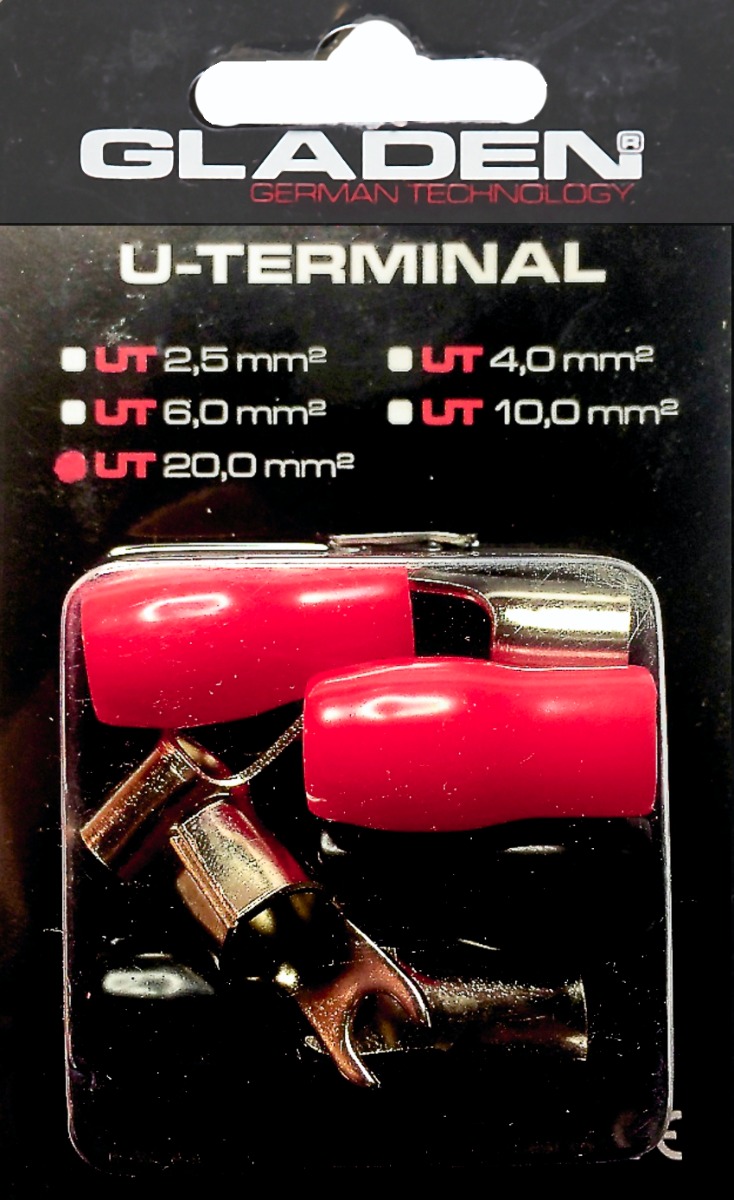 GLADEN®
GERMAN TECHNOLOGY
U-TERMINAL
UT 2,5 mm² UT 4,0 mm²
UT 6,0 mm² UT 10,0 mm²
UT 20,0 mm²
CE